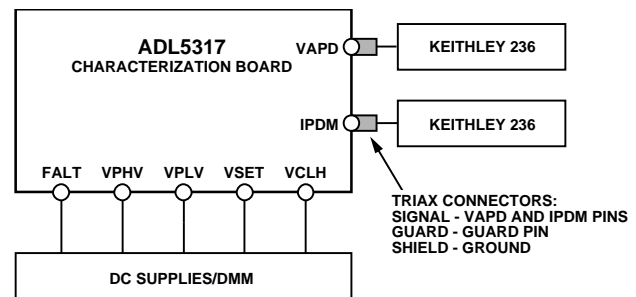 ADL5317
CHARACTERIZATION BOARD
VAPD
KEITHLEY 236
IPDM
KEITHLEY 236
FALT VPHV VPLV VSET VCLH
TRIAX CONNECTORS:
SIGNAL - VAPD AND IPDM PINS
GUARD - GUARD PIN
SHIELD - GROUND
DC SUPPLIES/DMM